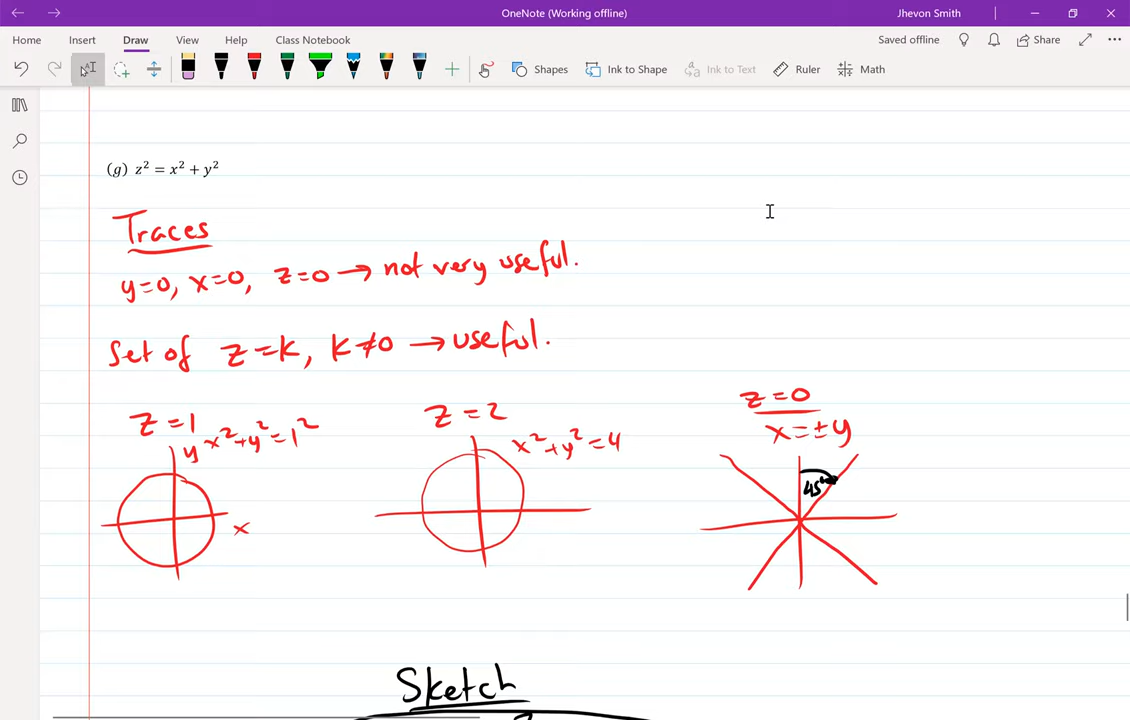 OneNote (Working offline)
Jhevon Smith
Home Insert Draw View Help Class Notebook
Saved offline Share
Shapes Ink to Shape Ink to Text Ruler Math
(g) z² = x² + y²
Traces
y=0, x=0, z=0 → not very useful.
Set of z=k, k≠0 → useful.
z=1
y x²+y²=1²
x
z=2
x²+y²=4
z=0
x=±y
45°
Sketch